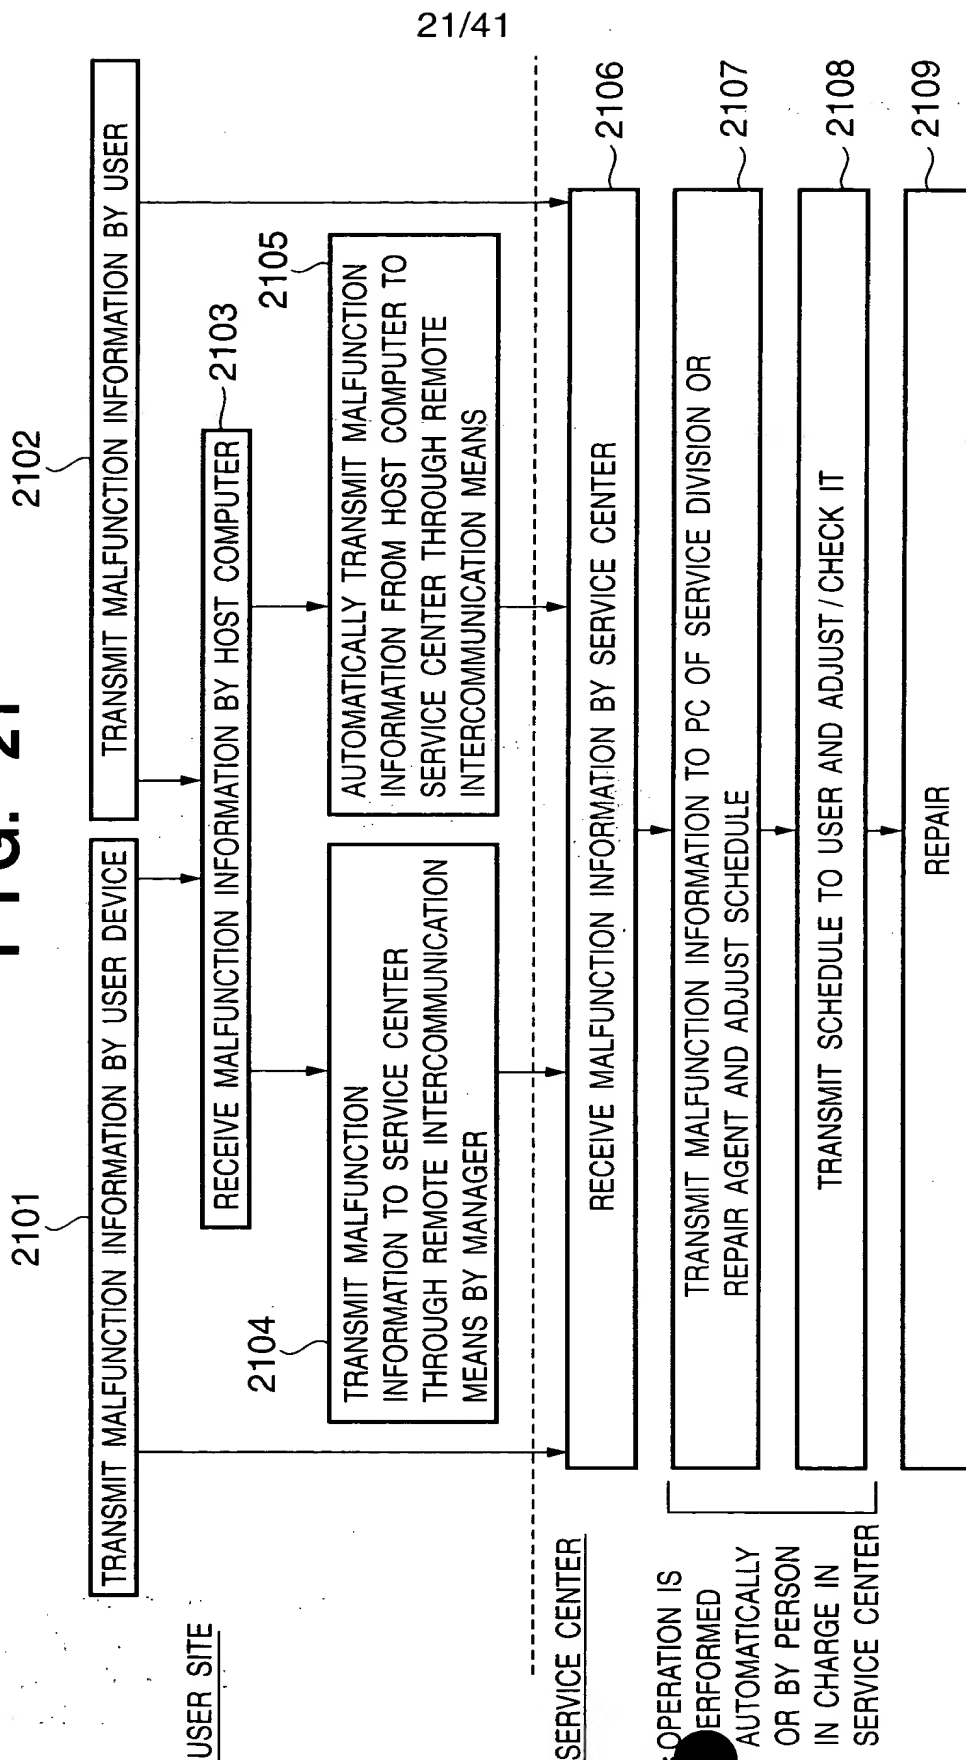 21/41
FIG. 21
2101
2102
TRANSMIT MALFUNCTION INFORMATION BY USER DEVICE
TRANSMIT MALFUNCTION INFORMATION BY USER
USER SITE
RECEIVE MALFUNCTION INFORMATION BY HOST COMPUTER
2103
2104
TRANSMIT MALFUNCTION
INFORMATION TO SERVICE CENTER
THROUGH REMOTE INTERCOMMUNICATION
MEANS BY MANAGER
2105
AUTOMATICALLY TRANSMIT MALFUNCTION
INFORMATION FROM HOST COMPUTER TO
SERVICE CENTER THROUGH REMOTE
INTERCOMMUNICATION MEANS
SERVICE CENTER
RECEIVE MALFUNCTION INFORMATION BY SERVICE CENTER
2106
OPERATION IS
ERFORMED
AUTOMATICALLY
OR BY PERSON
IN CHARGE IN
SERVICE CENTER
TRANSMIT MALFUNCTION INFORMATION TO PC OF SERVICE DIVISION OR
REPAIR AGENT AND ADJUST SCHEDULE
2107
TRANSMIT SCHEDULE TO USER AND ADJUST/CHECK IT
2108
REPAIR
2109